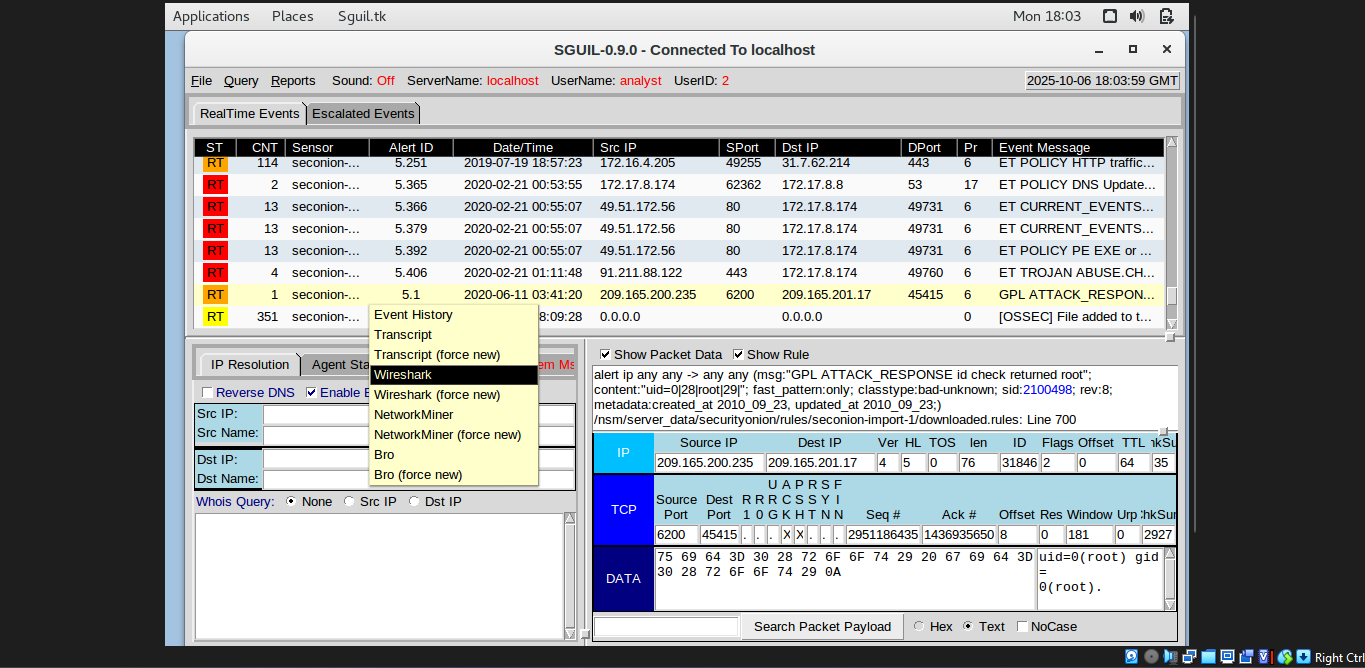 Applications Places Sguil.tk Mon 18:03
SGUIL-0.9.0 - Connected To localhost
File Query Reports Sound: Off ServerName: localhost UserName: analyst UserID: 2 2025-10-06 18:03:59 GMT
RealTime Events Escalated Events
ST CNT Sensor Alert ID Date/Time Src IP SPort Dst IP DPort Pr Event Message
RT 114 seconion-... 5.251 2019-07-19 18:57:23 172.16.4.205 49255 31.7.62.214 443 6 ET POLICY HTTP traffic...
RT 2 seconion-... 5.365 2020-02-21 00:53:55 172.17.8.174 62362 172.17.8.8 53 17 ET POLICY DNS Update...
RT 13 seconion-... 5.366 2020-02-21 00:55:07 49.51.172.56 80 172.17.8.174 49731 6 ET CURRENT_EVENTS...
RT 13 seconion-... 5.379 2020-02-21 00:55:07 49.51.172.56 80 172.17.8.174 49731 6 ET CURRENT_EVENTS...
RT 13 seconion-... 5.392 2020-02-21 00:55:07 49.51.172.56 80 172.17.8.174 49731 6 ET POLICY PE EXE or ...
RT 4 seconion-... 5.406 2020-02-21 01:11:48 91.211.88.122 443 172.17.8.174 49760 6 ET TROJAN ABUSE.CH...
RT 1 seconion-... 5.1 2020-06-11 03:41:20 209.165.200.235 6200 209.165.201.17 45415 6 GPL ATTACK_RESPON...
RT 351 seconion-... 8:09:28 0.0.0.0 0.0.0.0 0 [OSSEC] File added to t...
Event History
Transcript
Transcript (force new)
Wireshark
Wireshark (force new)
NetworkMiner
NetworkMiner (force new)
Bro
Bro (force new)
IP Resolution Agent Sta em Ms
Reverse DNS Enable E
Src IP:
Src Name:
Dst IP:
Dst Name:
Whois Query: None Src IP Dst IP
Show Packet Data Show Rule
alert ip any any -> any any (msg:"GPL ATTACK_RESPONSE id check returned root";
content:"uid=0|28|root|29|"; fast_pattern:only; classtype:bad-unknown; sid:2100498; rev:8;
metadata:created_at 2010_09_23, updated_at 2010_09_23;)
/nsm/server_data/securityonion/rules/seconion-import-1/downloaded.rules: Line 700
IP
Source IP Dest IP Ver HL TOS len ID Flags Offset TTL hkSu
209.165.200.235 209.165.201.17 4 5 0 76 31846 2 0 64 35
TCP
U A P R S F
Source Dest R R R C S S Y I
Port Port 1 0 G K H T N N Seq # Ack # Offset Res Window Urp hkSur
6200 45415 . . . X X . . . 2951186435 1436935650 8 0 181 0 2927
DATA
75 69 64 3D 30 28 72 6F 6F 74 29 20 67 69 64 3D
30 28 72 6F 6F 74 29 0A
uid=0(root) gid
=
0(root).
Search Packet Payload Hex Text NoCase
Right Ctrl